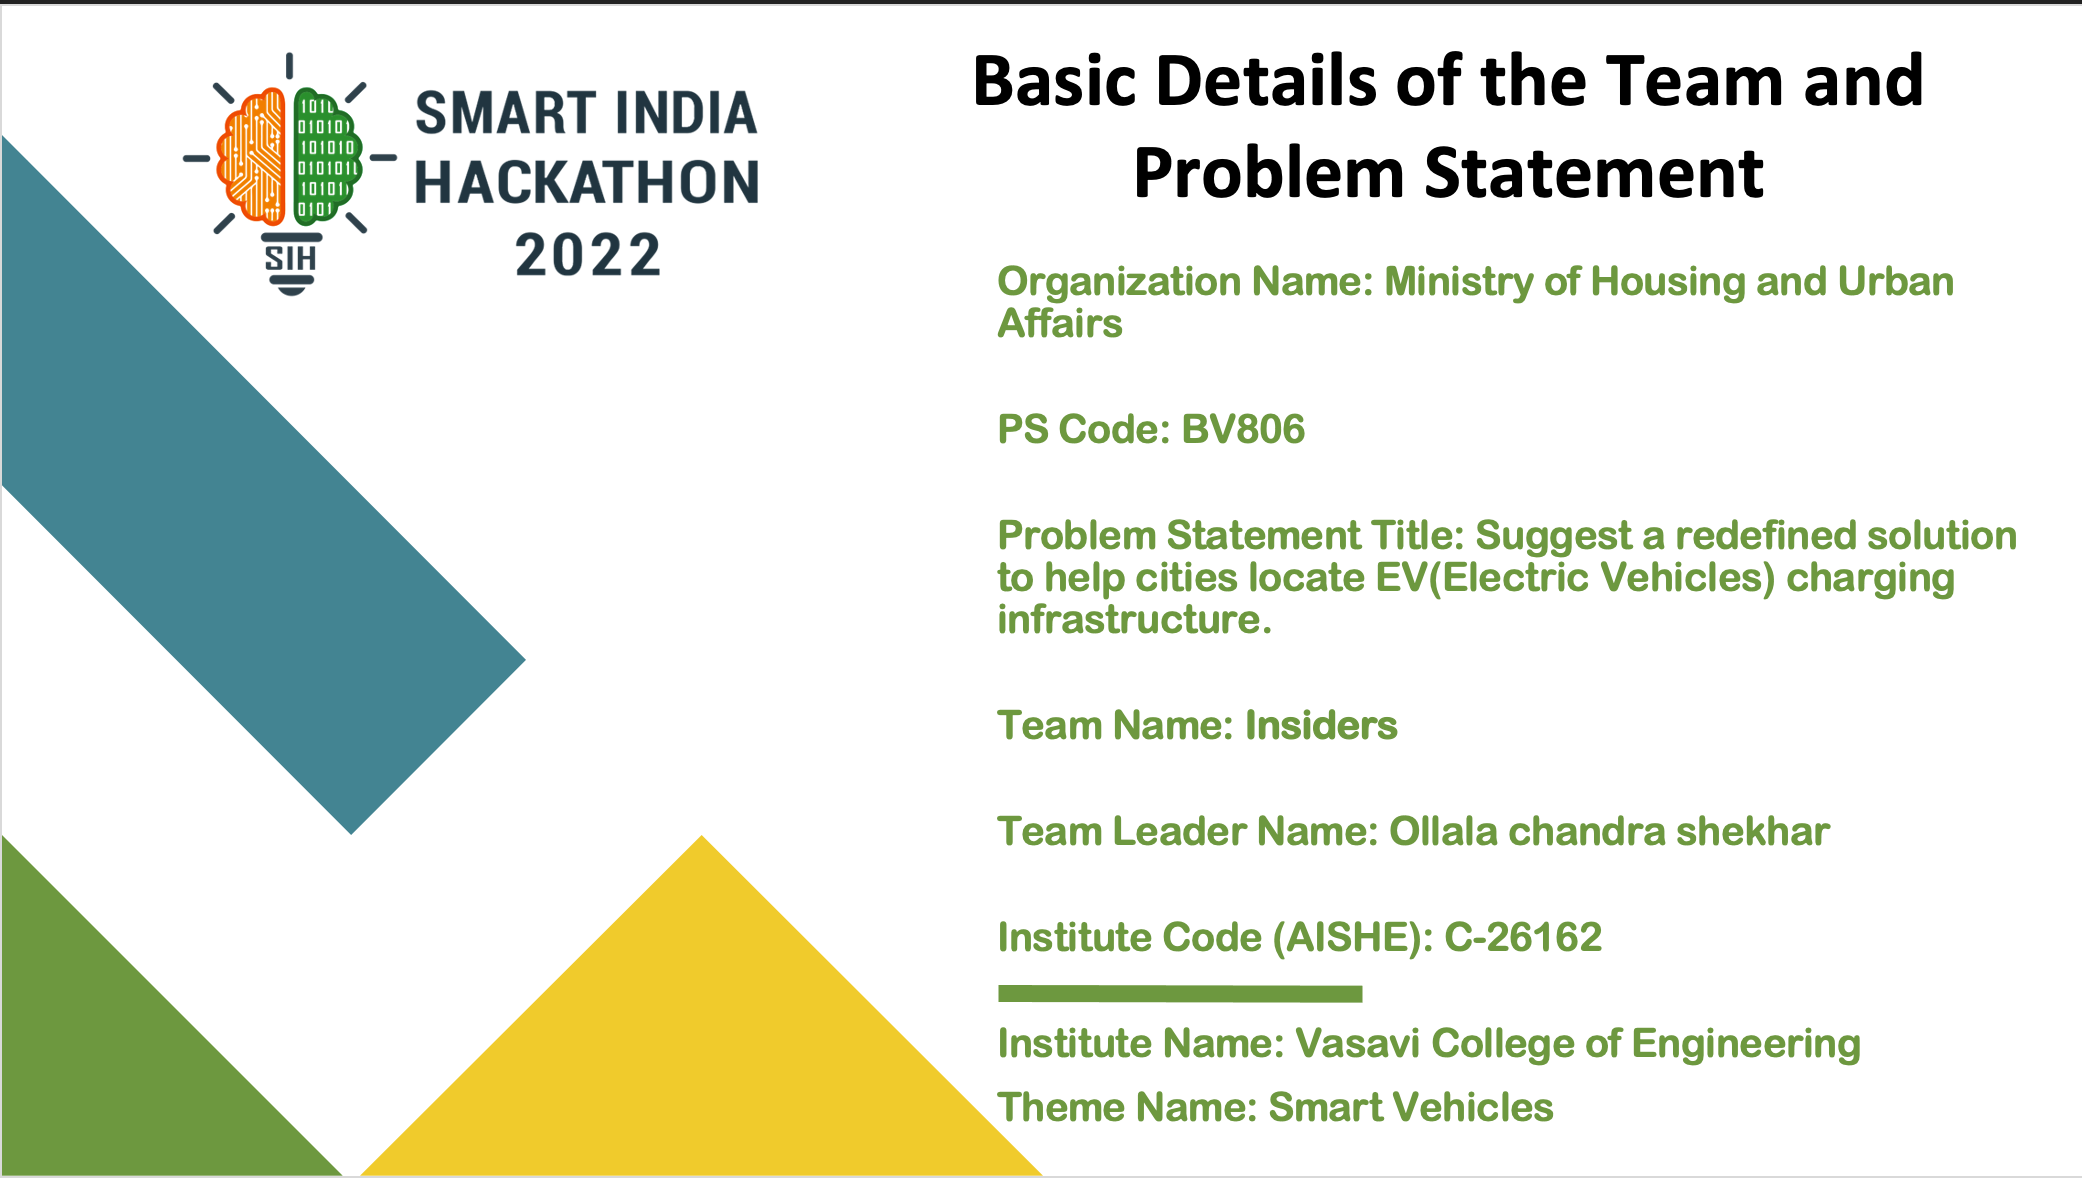 SMART INDIA
HACKATHON
2022
SIH
Basic Details of the Team and
Problem Statement
Organization Name: Ministry of Housing and Urban
Affairs
PS Code: BV806
Problem Statement Title: Suggest a redefined solution
to help cities locate EV(Electric Vehicles) charging
infrastructure.
Team Name: Insiders
Team Leader Name: Ollala chandra shekhar
Institute Code (AISHE): C-26162
Institute Name: Vasavi College of Engineering
Theme Name: Smart Vehicles